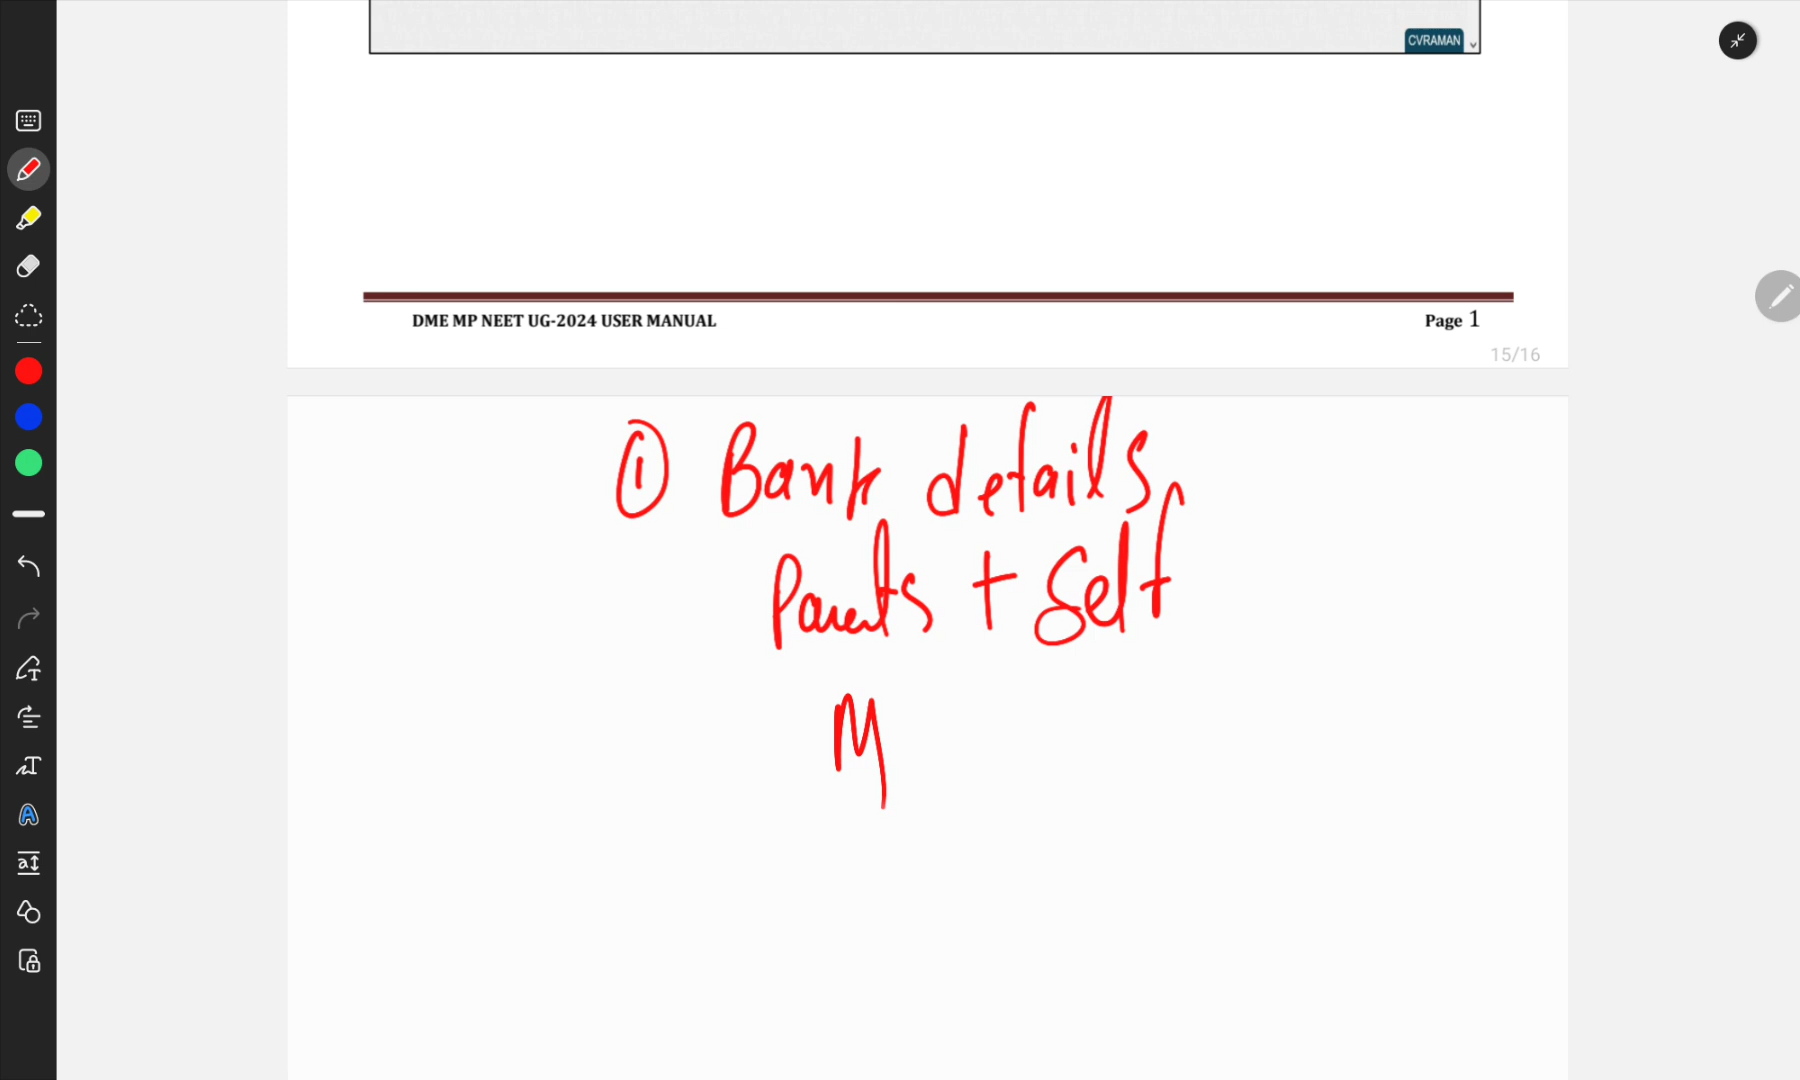 CVRAMAN
DME MP NEET UG-2024 USER MANUAL Page 1
15/16
① Bank details
Parents + Self
M